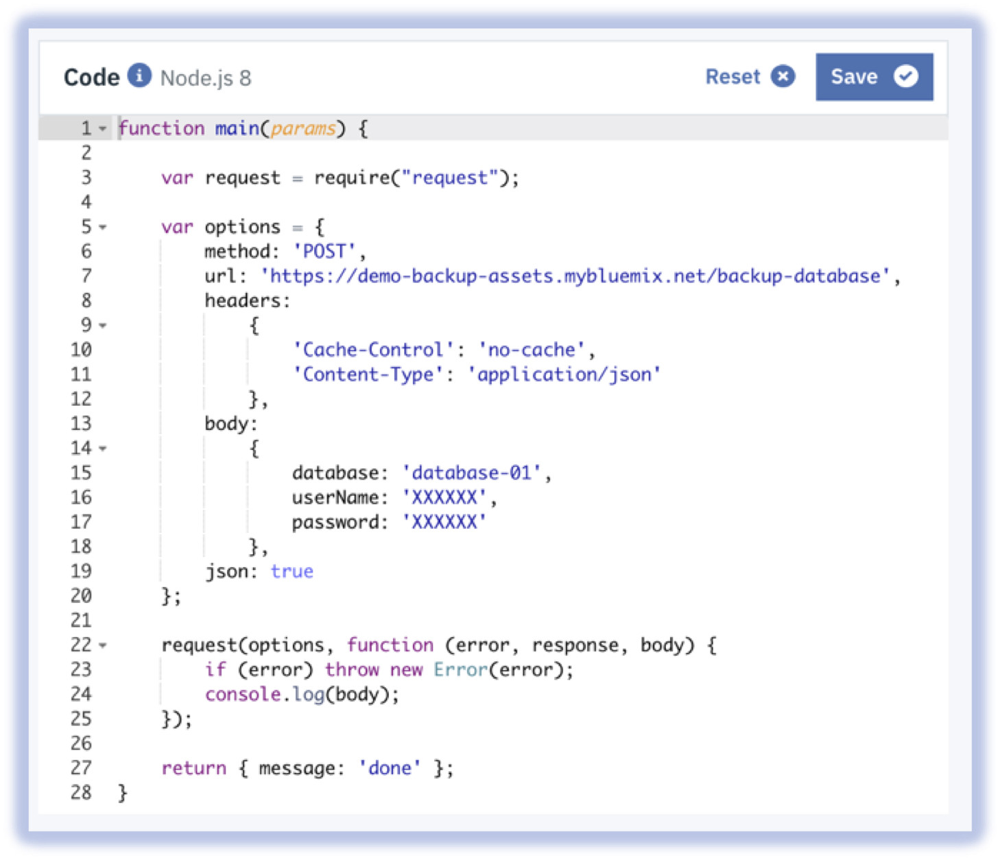 Code i Node.js 8 Reset Save
1 function main(params) {
2
3     var request = require("request");
4
5     var options = {
6         method: 'POST',
7         url: 'https://demo-backup-assets.mybluemix.net/backup-database',
8         headers:
9             {
10                 'Cache-Control': 'no-cache',
11                 'Content-Type': 'application/json'
12             },
13         body:
14             {
15                 database: 'database-01',
16                 userName: 'XXXXXX',
17                 password: 'XXXXXX'
18             },
19         json: true
20     };
21
22     request(options, function (error, response, body) {
23         if (error) throw new Error(error);
24         console.log(body);
25     });
26
27     return { message: 'done' };
28 }